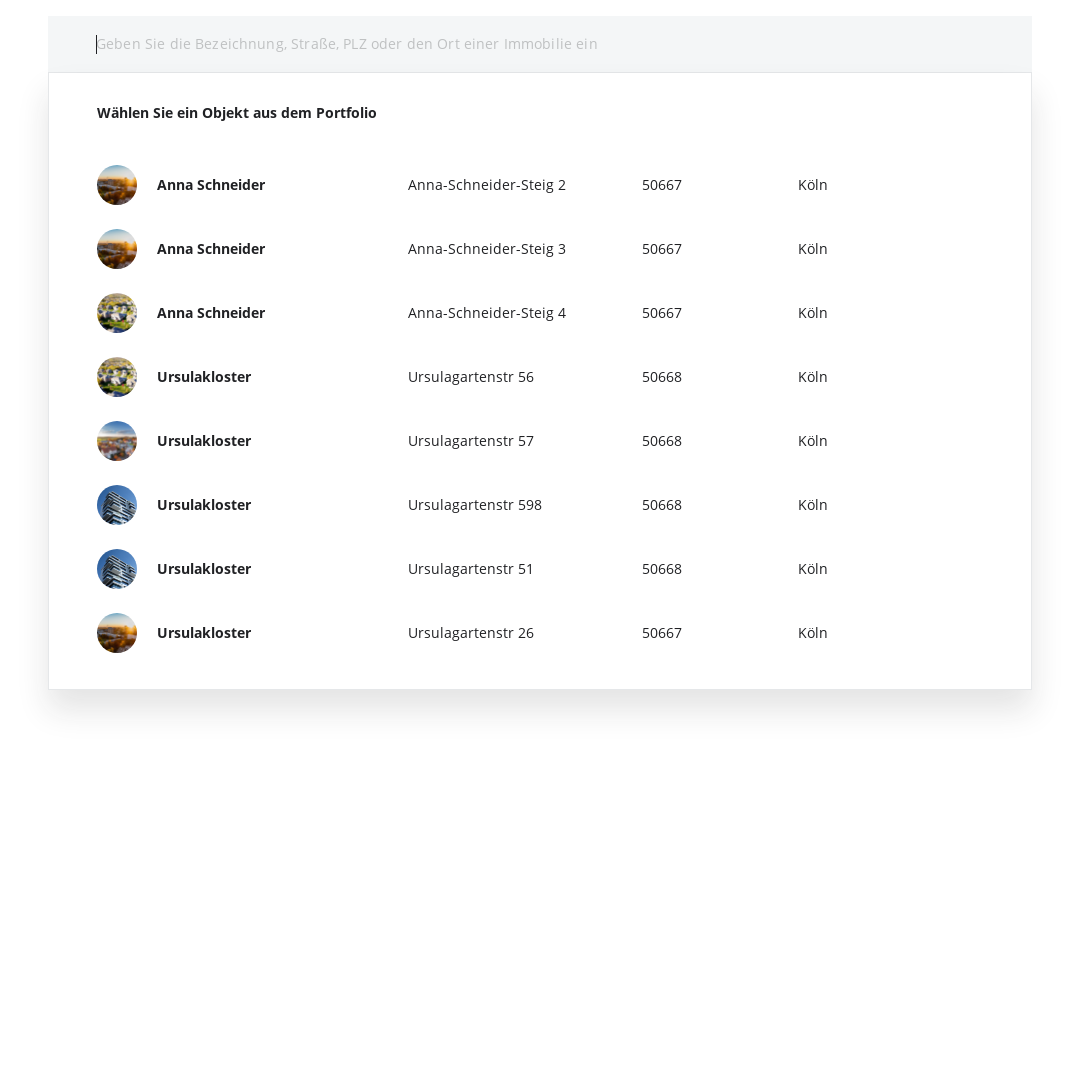 Geben Sie die Bezeichnung, Straße, PLZ oder den Ort einer Immobilie ein
Wählen Sie ein Objekt aus dem Portfolio
Anna Schneider Anna-Schneider-Steig 2 50667 Köln
Anna Schneider Anna-Schneider-Steig 3 50667 Köln
Anna Schneider Anna-Schneider-Steig 4 50667 Köln
Ursulakloster Ursulagartenstr 56 50668 Köln
Ursulakloster Ursulagartenstr 57 50668 Köln
Ursulakloster Ursulagartenstr 598 50668 Köln
Ursulakloster Ursulagartenstr 51 50668 Köln
Ursulakloster Ursulagartenstr 26 50667 Köln